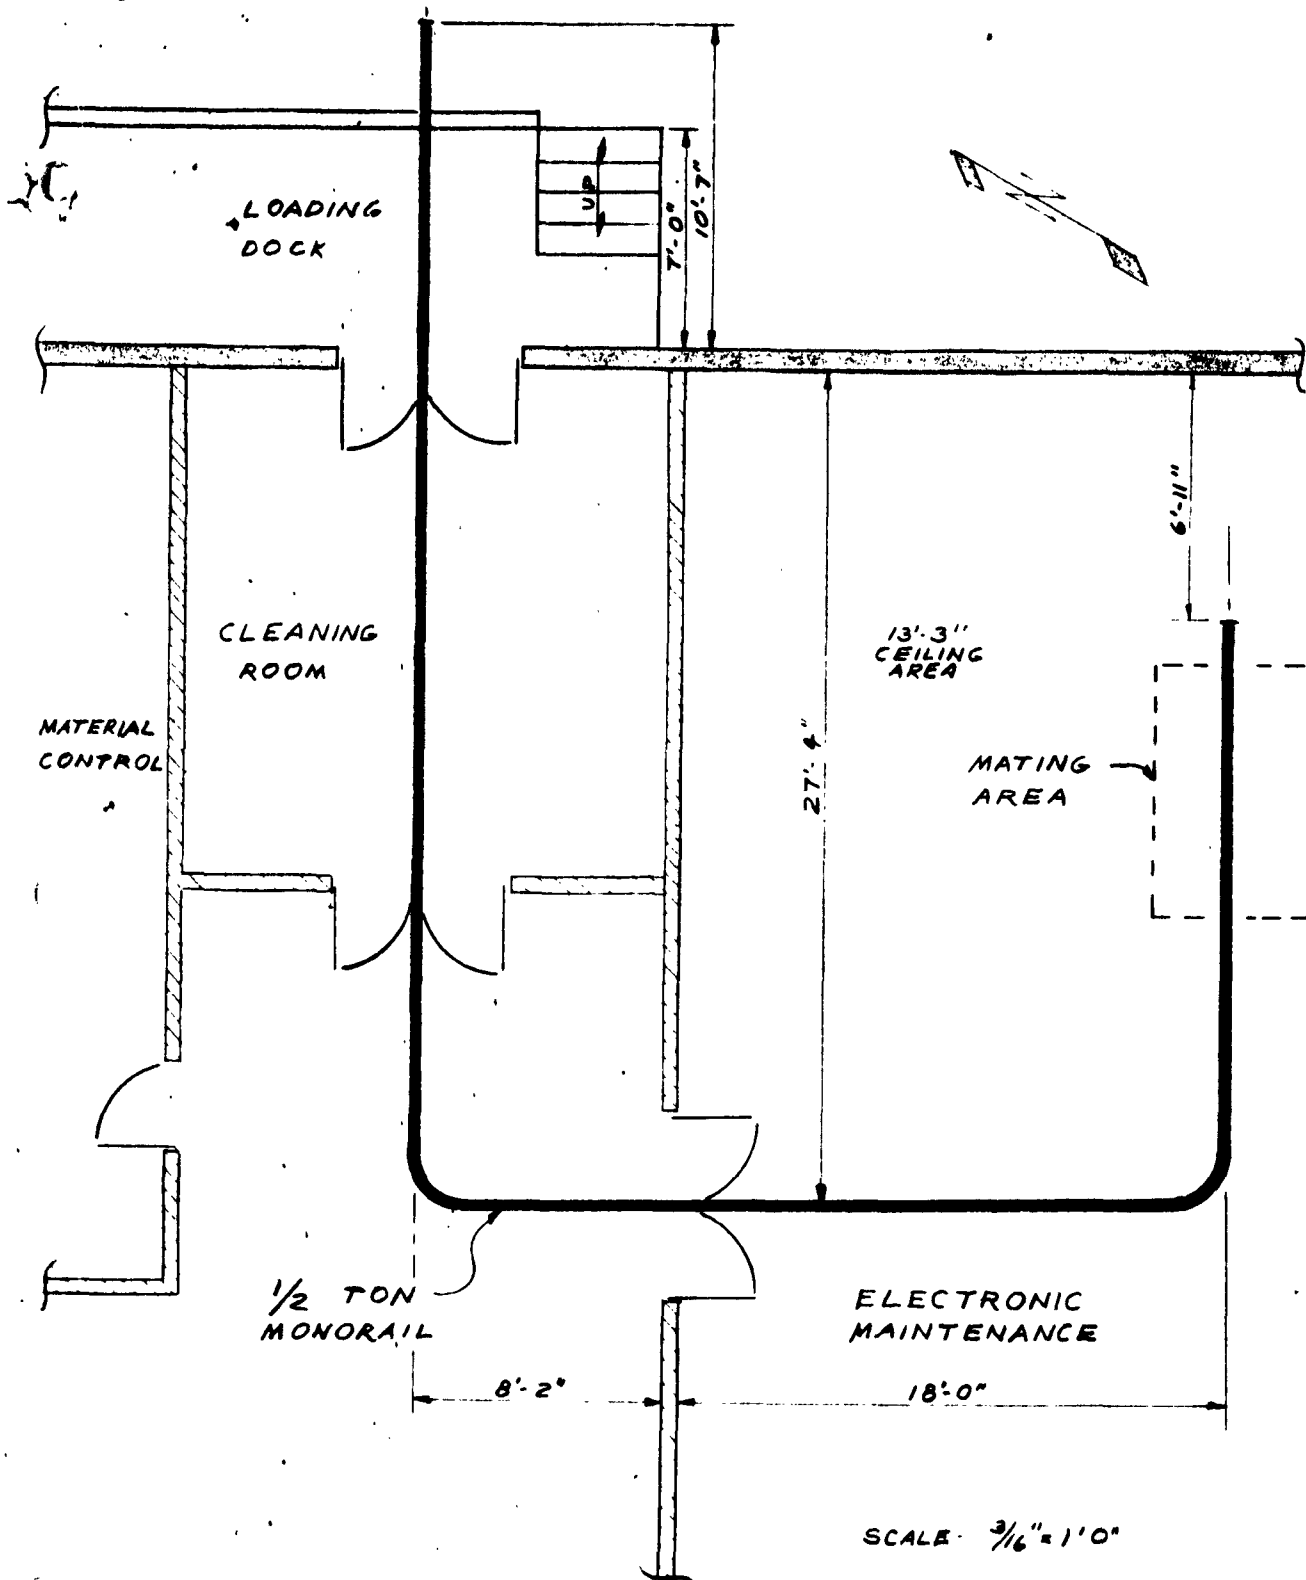 LOADING
DOCK
UP
7'-0"
10'-7"
N
6'-11"
CLEANING
ROOM
13'-3"
CEILING
AREA
MATERIAL
CONTROL
27'-4"
MATING
AREA
1/2 TON
MONORAIL
ELECTRONIC
MAINTENANCE
8'-2"
18'-0"
SCALE- 3/16"=1'0"